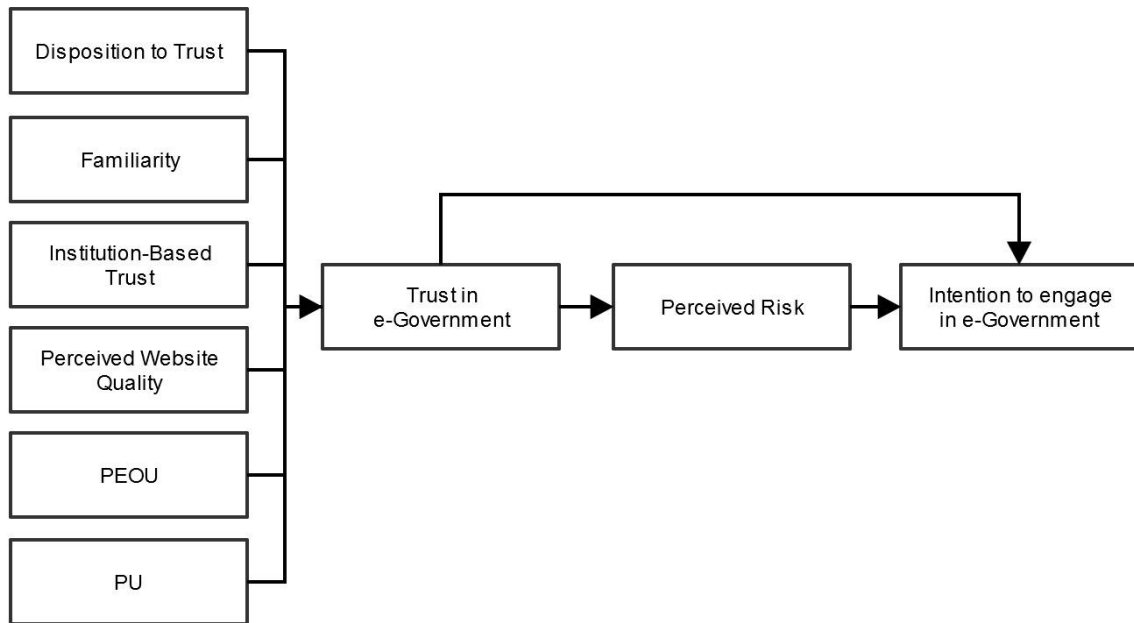 Disposition to Trust
Familiarity
Institution-Based
Trust
Perceived Website
Quality
PEOU
PU
Trust in
e-Government
Perceived Risk
Intention to engage
in e-Government